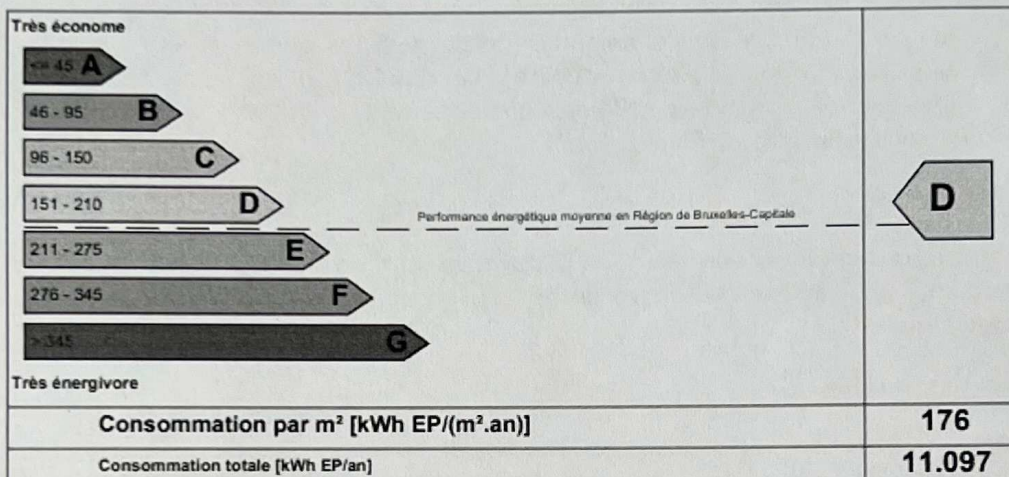 Très économe
<= 45 A
46 - 95 B
96 - 150 C
151 - 210 D
Performance énergétique moyenne en Région de Bruxelles-Capitale
D
211 - 275 E
276 - 345 F
> 345 G
Très énergivore
Consommation par m² [kWh EP/(m².an)] 176
Consommation totale [kWh EP/an] 11.097